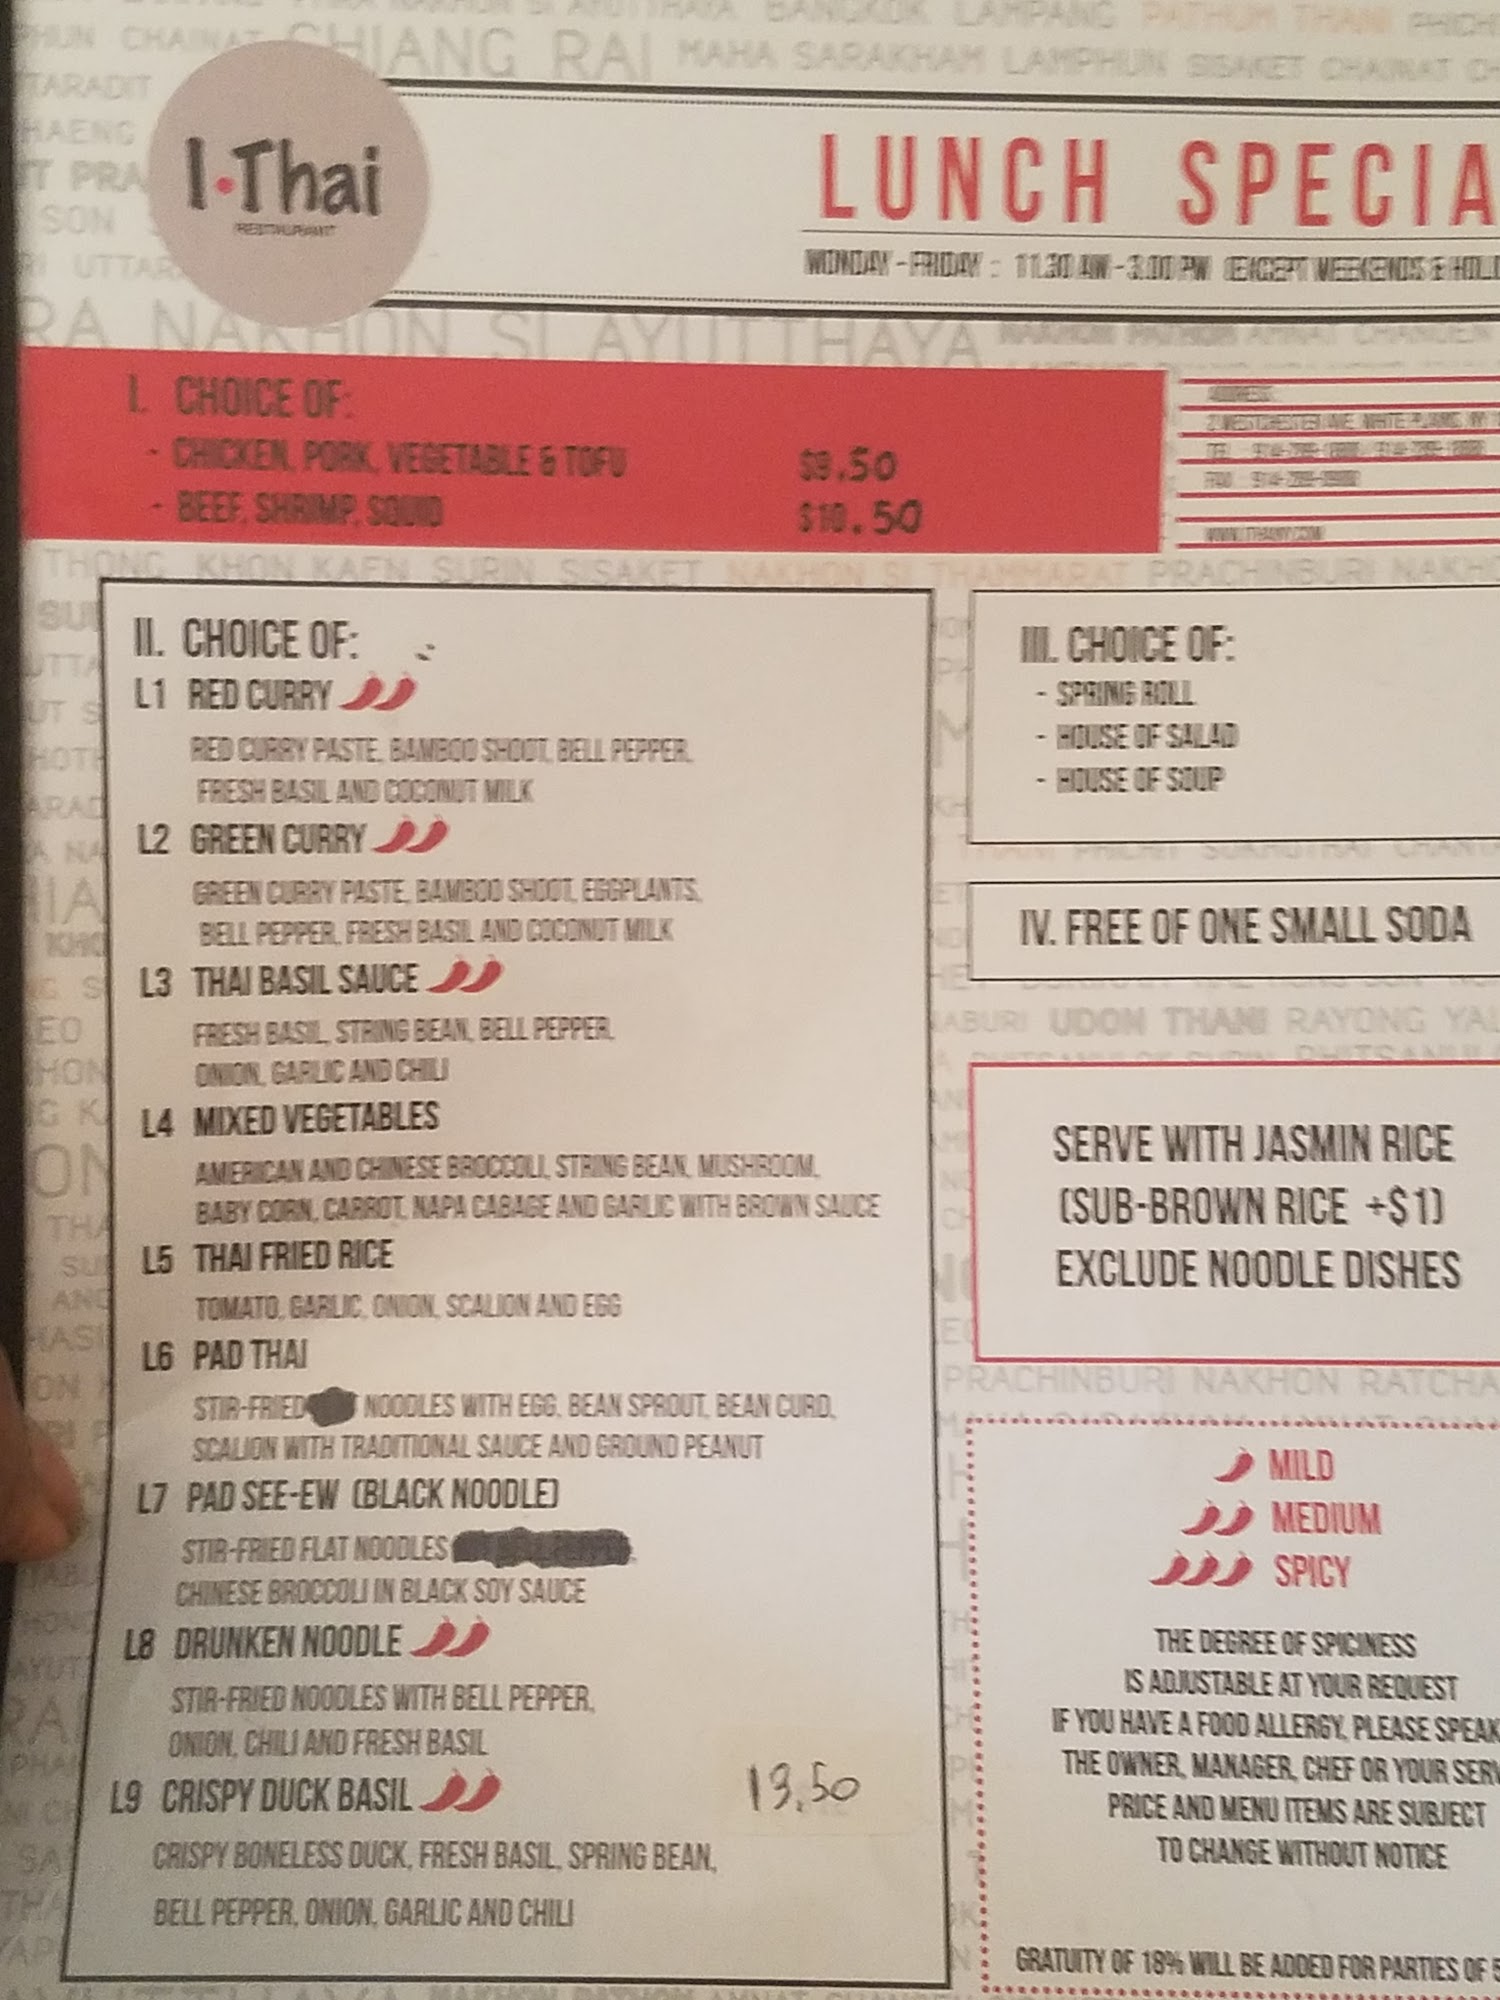 I·Thai
RESTAURANT
LUNCH SPECIA
MONDAY - FRIDAY : 11.30 AM - 3.00 PM (EXCEPT WEEKENDS & HOLI
I. CHOICE OF:
- CHICKEN, PORK, VEGETABLE & TOFU $9.50
- BEEF, SHRIMP, SQUID $10.50
ADDRESS:
2 WESTCHESTER AVE, WHITE PLAINS, NY
WWW.ITHAINY.COM
II. CHOICE OF:
L1 RED CURRY
RED CURRY PASTE, BAMBOO SHOOT, BELL PEPPER,
FRESH BASIL AND COCONUT MILK
L2 GREEN CURRY
GREEN CURRY PASTE, BAMBOO SHOOT, EGGPLANTS,
BELL PEPPER, FRESH BASIL AND COCONUT MILK
L3 THAI BASIL SAUCE
FRESH BASIL, STRING BEAN, BELL PEPPER,
ONION, GARLIC AND CHILI
L4 MIXED VEGETABLES
AMERICAN AND CHINESE BROCCOLI, STRING BEAN, MUSHROOM,
BABY CORN, CARROT, NAPA CABAGE AND GARLIC WITH BROWN SAUCE
L5 THAI FRIED RICE
TOMATO, GARLIC, ONION, SCALION AND EGG
L6 PAD THAI
STIR-FRIED NOODLES WITH EGG, BEAN SPROUT, BEAN CURD,
SCALION WITH TRADITIONAL SAUCE AND GROUND PEANUT
L7 PAD SEE-EW (BLACK NOODLE)
STIR-FRIED FLAT NOODLES
CHINESE BROCCOLI IN BLACK SOY SAUCE
L8 DRUNKEN NOODLE
STIR-FRIED NOODLES WITH BELL PEPPER,
ONION, CHILI AND FRESH BASIL
L9 CRISPY DUCK BASIL 13.50
CRISPY BONELESS DUCK, FRESH BASIL, SPRING BEAN,
BELL PEPPER, ONION, GARLIC AND CHILI
III. CHOICE OF:
- SPRING ROLL
- HOUSE OF SALAD
- HOUSE OF SOUP
IV. FREE OF ONE SMALL SODA
SERVE WITH JASMIN RICE
(SUB-BROWN RICE +$1)
EXCLUDE NOODLE DISHES
MILD
MEDIUM
SPICY
THE DEGREE OF SPICINESS
IS ADJUSTABLE AT YOUR REQUEST
IF YOU HAVE A FOOD ALLERGY, PLEASE SPEAK
THE OWNER, MANAGER, CHEF OR YOUR SERV
PRICE AND MENU ITEMS ARE SUBJECT
TO CHANGE WITHOUT NOTICE
GRATUITY OF 18% WILL BE ADDED FOR PARTIES OF 5